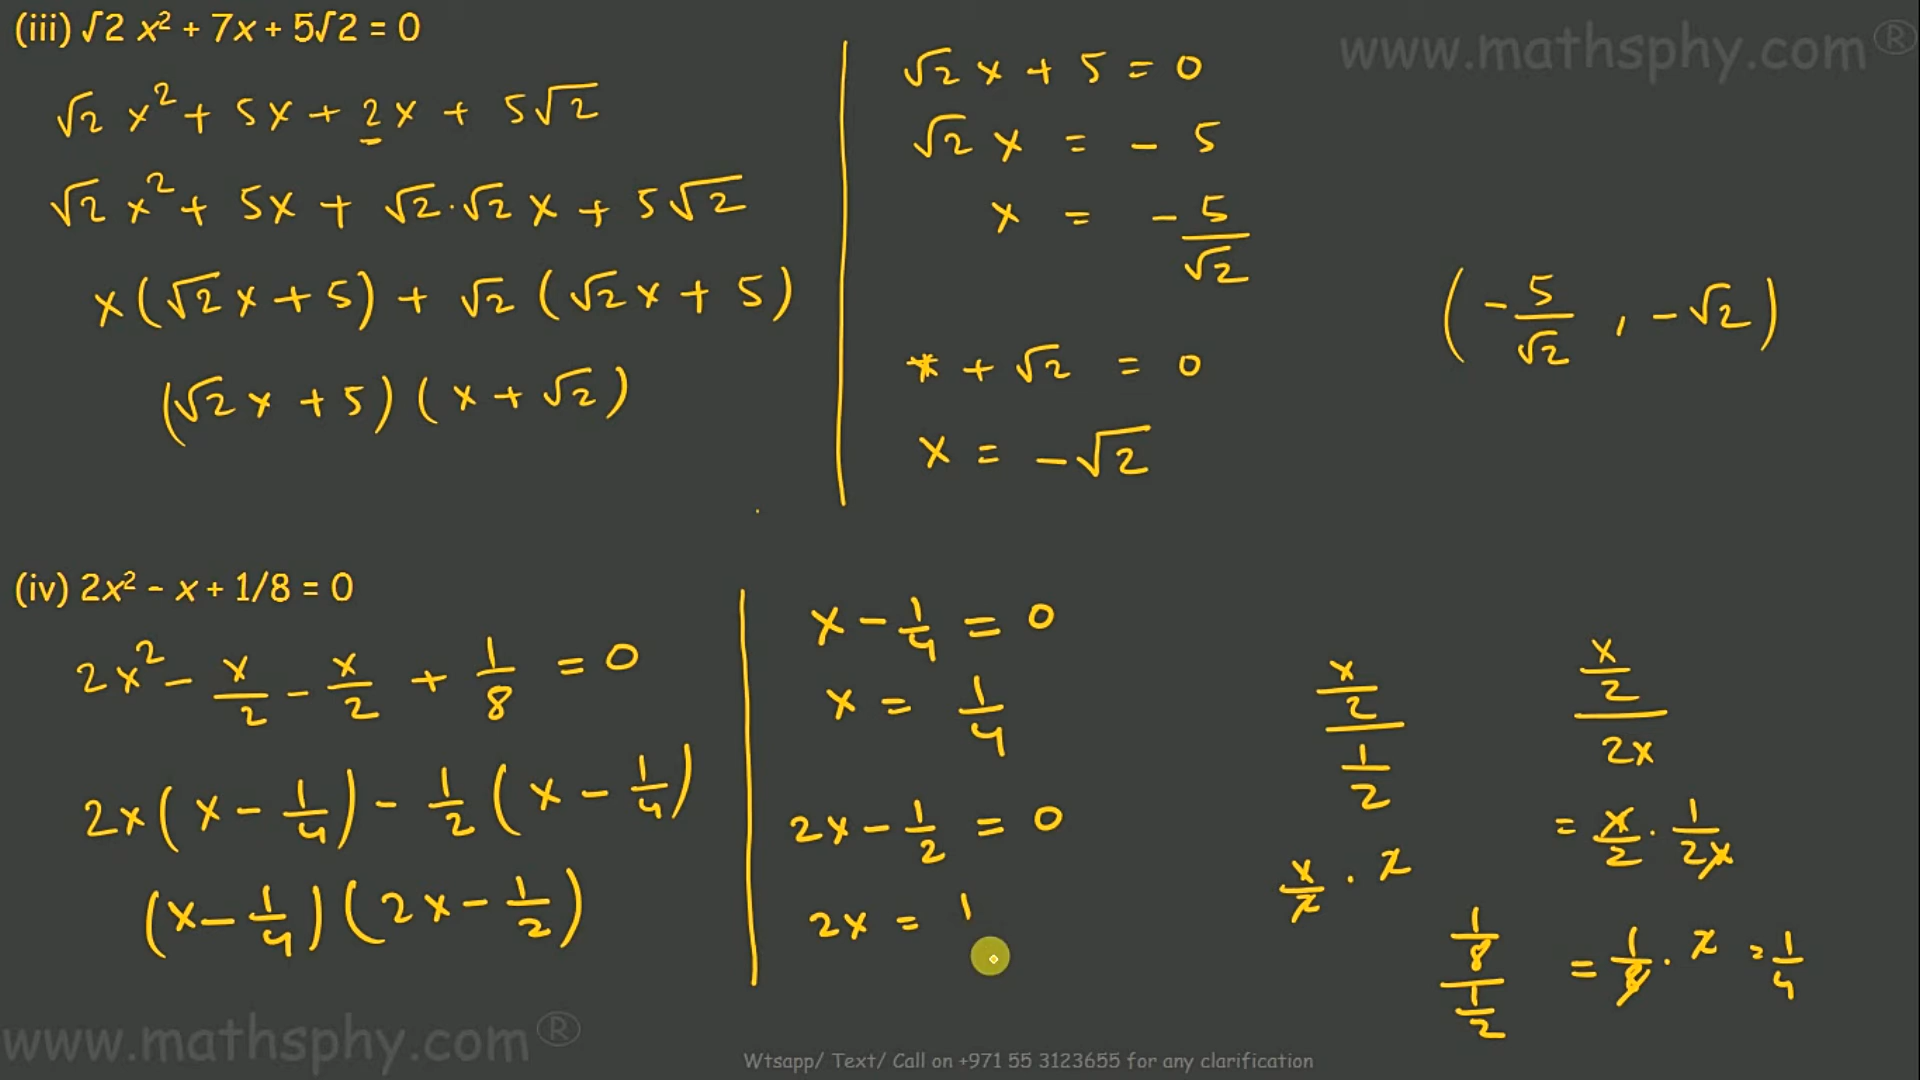 (iii) √2 x² + 7x + 5√2 = 0
√2 x² + 5x + 2x + 5√2
√2 x² + 5x + √2·√2 x + 5√2
x(√2x + 5) + √2(√2x + 5)
(√2x + 5)(x + √2)
√2 x + 5 = 0
√2 x = - 5
x = - 5/√2
x + √2 = 0
x = -√2
(-5/√2 , -√2)
www.mathsphy.com®
(iv) 2x² - x + 1/8 = 0
2x² - x/2 - x/2 + 1/8 = 0
2x(x - 1/4) - 1/2(x - 1/4)
(x - 1/4)(2x - 1/2)
x - 1/4 = 0
x = 1/4
2x - 1/2 = 0
2x = 1
x/2 / 1/2
x/2 · 2
x/2 / 2x
= x/2 · 1/2x
1/8 / 1/2 = 1/8 · 2 = 1/4
www.mathsphy.com®
Wtsapp/ Text/ Call on +971 55 3123655 for any clarification